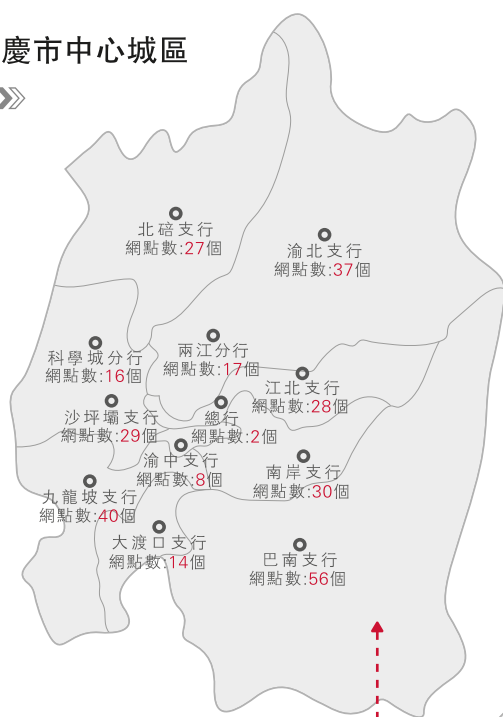 慶市中心城區
北碚支行
網點數:27個
渝北支行
網點數:37個
兩江分行
網點數:17個
科學城分行
網點數:16個
江北支行
網點數:28個
沙坪壩支行
網點數:29個
總行
網點數:2個
渝中支行
網點數:8個
南岸支行
網點數:30個
九龍坡支行
網點數:40個
大渡口支行
網點數:14個
巴南支行
網點數:56個